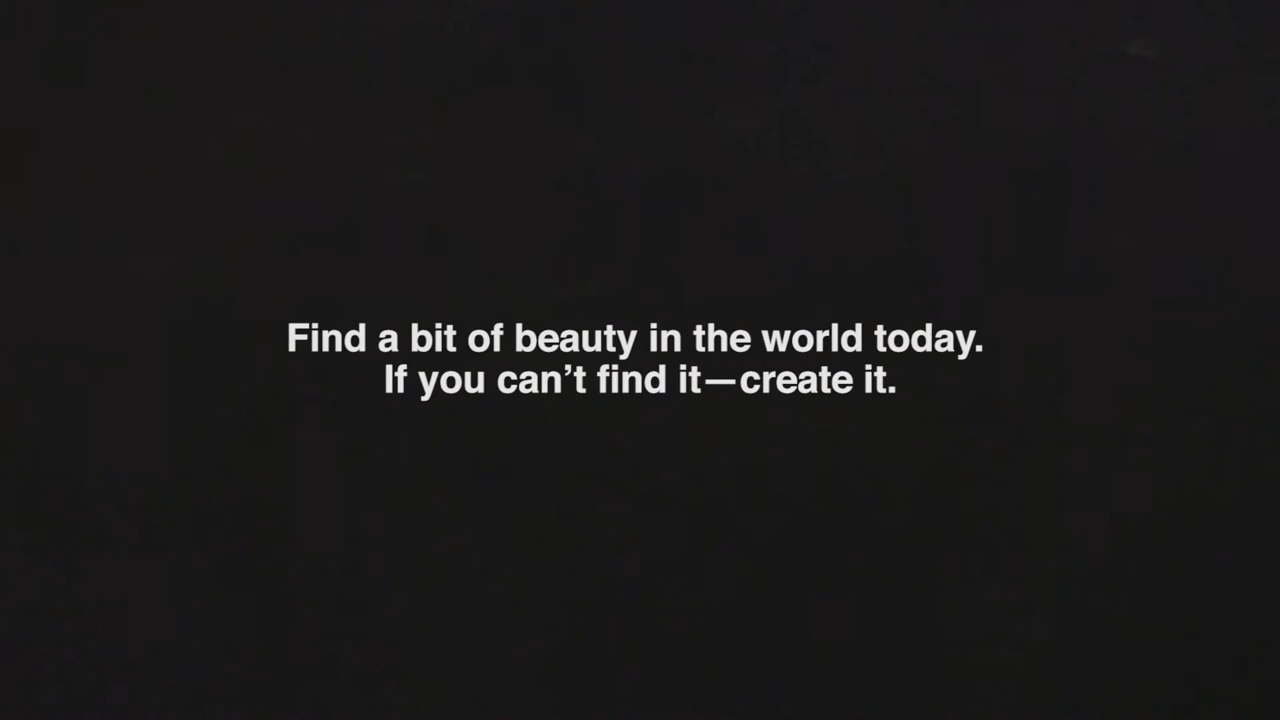 Find a bit of beauty in the world today.
If you can’t find it—create it.